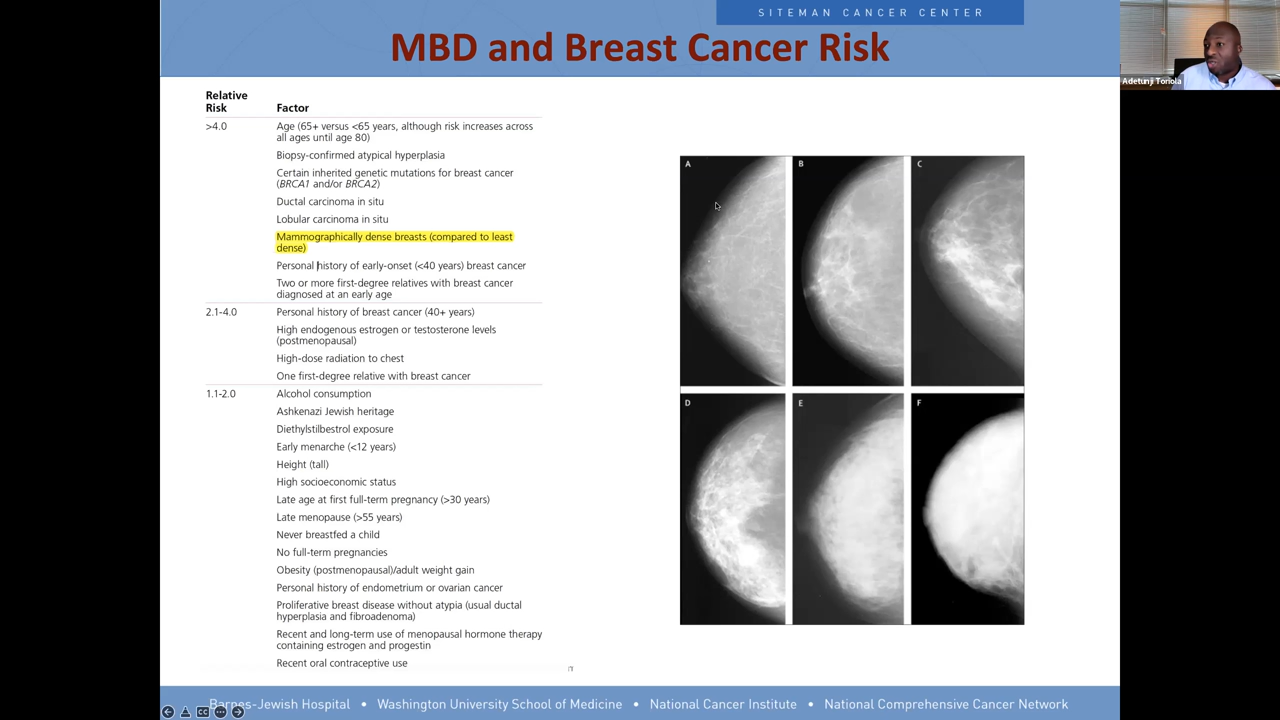 SITEMAN CANCER CENTER
MBD and Breast Cancer Risk
Adetunji Toriola
Relative
Risk
Factor
>4.0
Age (65+ versus <65 years, although risk increases across
all ages until age 80)
Biopsy-confirmed atypical hyperplasia
Certain inherited genetic mutations for breast cancer
(BRCA1 and/or BRCA2)
Ductal carcinoma in situ
Lobular carcinoma in situ
Mammographically dense breasts (compared to least
dense)
Personal history of early-onset (<40 years) breast cancer
Two or more first-degree relatives with breast cancer
diagnosed at an early age
2.1-4.0
Personal history of breast cancer (40+ years)
High endogenous estrogen or testosterone levels
(postmenopausal)
High-dose radiation to chest
One first-degree relative with breast cancer
1.1-2.0
Alcohol consumption
Ashkenazi Jewish heritage
Diethylstilbestrol exposure
Early menarche (<12 years)
Height (tall)
High socioeconomic status
Late age at first full-term pregnancy (>30 years)
Late menopause (>55 years)
Never breastfed a child
No full-term pregnancies
Obesity (postmenopausal)/adult weight gain
Personal history of endometrium or ovarian cancer
Proliferative breast disease without atypia (usual ductal
hyperplasia and fibroadenoma)
Recent and long-term use of menopausal hormone therapy
containing estrogen and progestin
Recent oral contraceptive use
A
B
C
D
E
F
Barnes-Jewish Hospital • Washington University School of Medicine • National Cancer Institute • National Comprehensive Cancer Network
CC